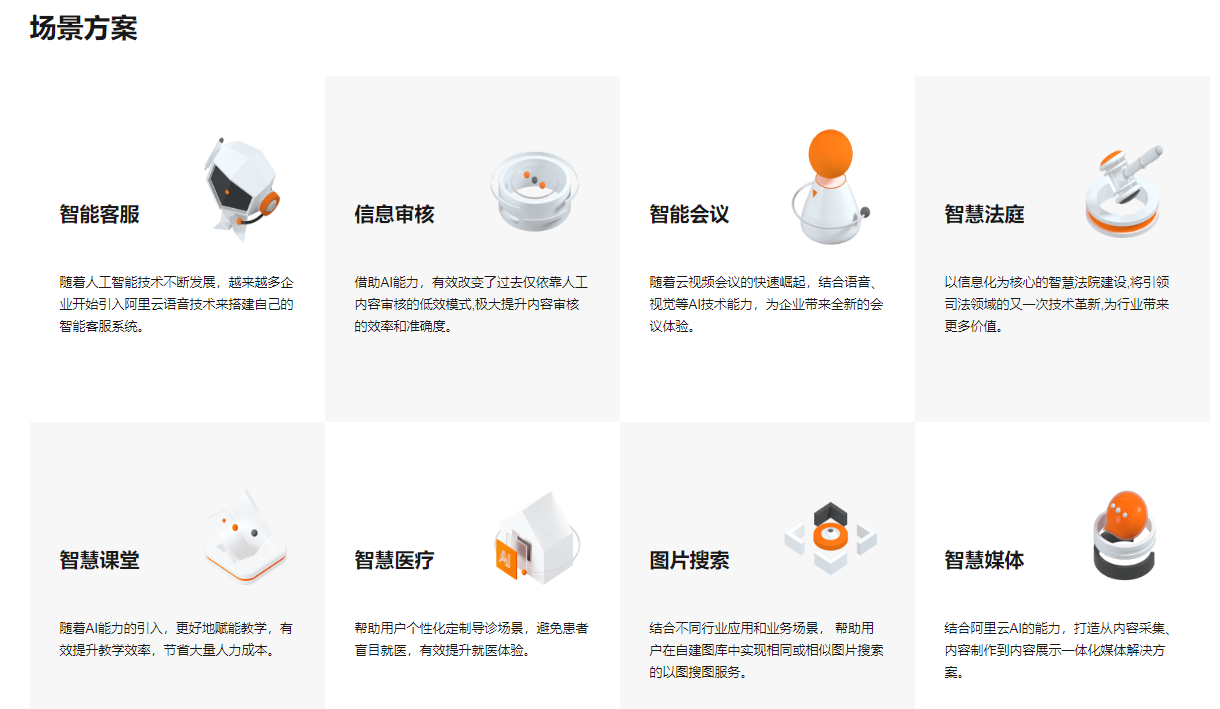 场景方案
智能客服
随着人工智能技术不断发展，越来越多企
业开始引入阿里云语音技术来搭建自己的
智能客服系统。
信息审核
借助AI能力，有效改变了过去仅依靠人工
内容审核的低效模式,极大提升内容审核
的效率和准确度。
智能会议
随着云视频会议的快速崛起，结合语音、
视觉等AI技术能力，为企业带来全新的会
议体验。
智慧法庭
以信息化为核心的智慧法院建设,将引领
司法领域的又一次技术革新,为行业带来
更多价值。
智慧课堂
随着AI能力的引入，更好地赋能教学，有
效提升教学效率，节省大量人力成本。
智慧医疗
AI
帮助用户个性化定制导诊场景，避免患者
盲目就医，有效提升就医体验。
图片搜索
结合不同行业应用和业务场景， 帮助用
户在自建图库中实现相同或相似图片搜索
的以图搜图服务。
智慧媒体
结合阿里云AI的能力，打造从内容采集、
内容制作到内容展示一体化媒体解决方
案。